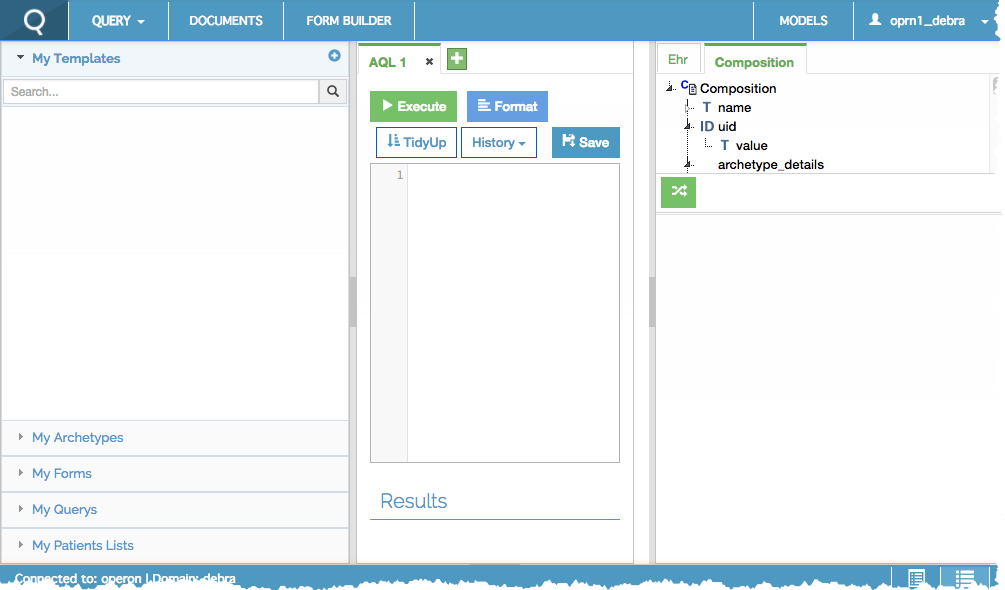 QUERY DOCUMENTS FORM BUILDER MODELS oprn1_debra
My Templates
Search...
My Archetypes
My Forms
My Querys
My Patients Lists
AQL 1
Execute Format
TidyUp History Save
1
Results
Ehr Composition
Composition
T name
ID uid
T value
archetype_details
Connected to: operon | Domain: debra